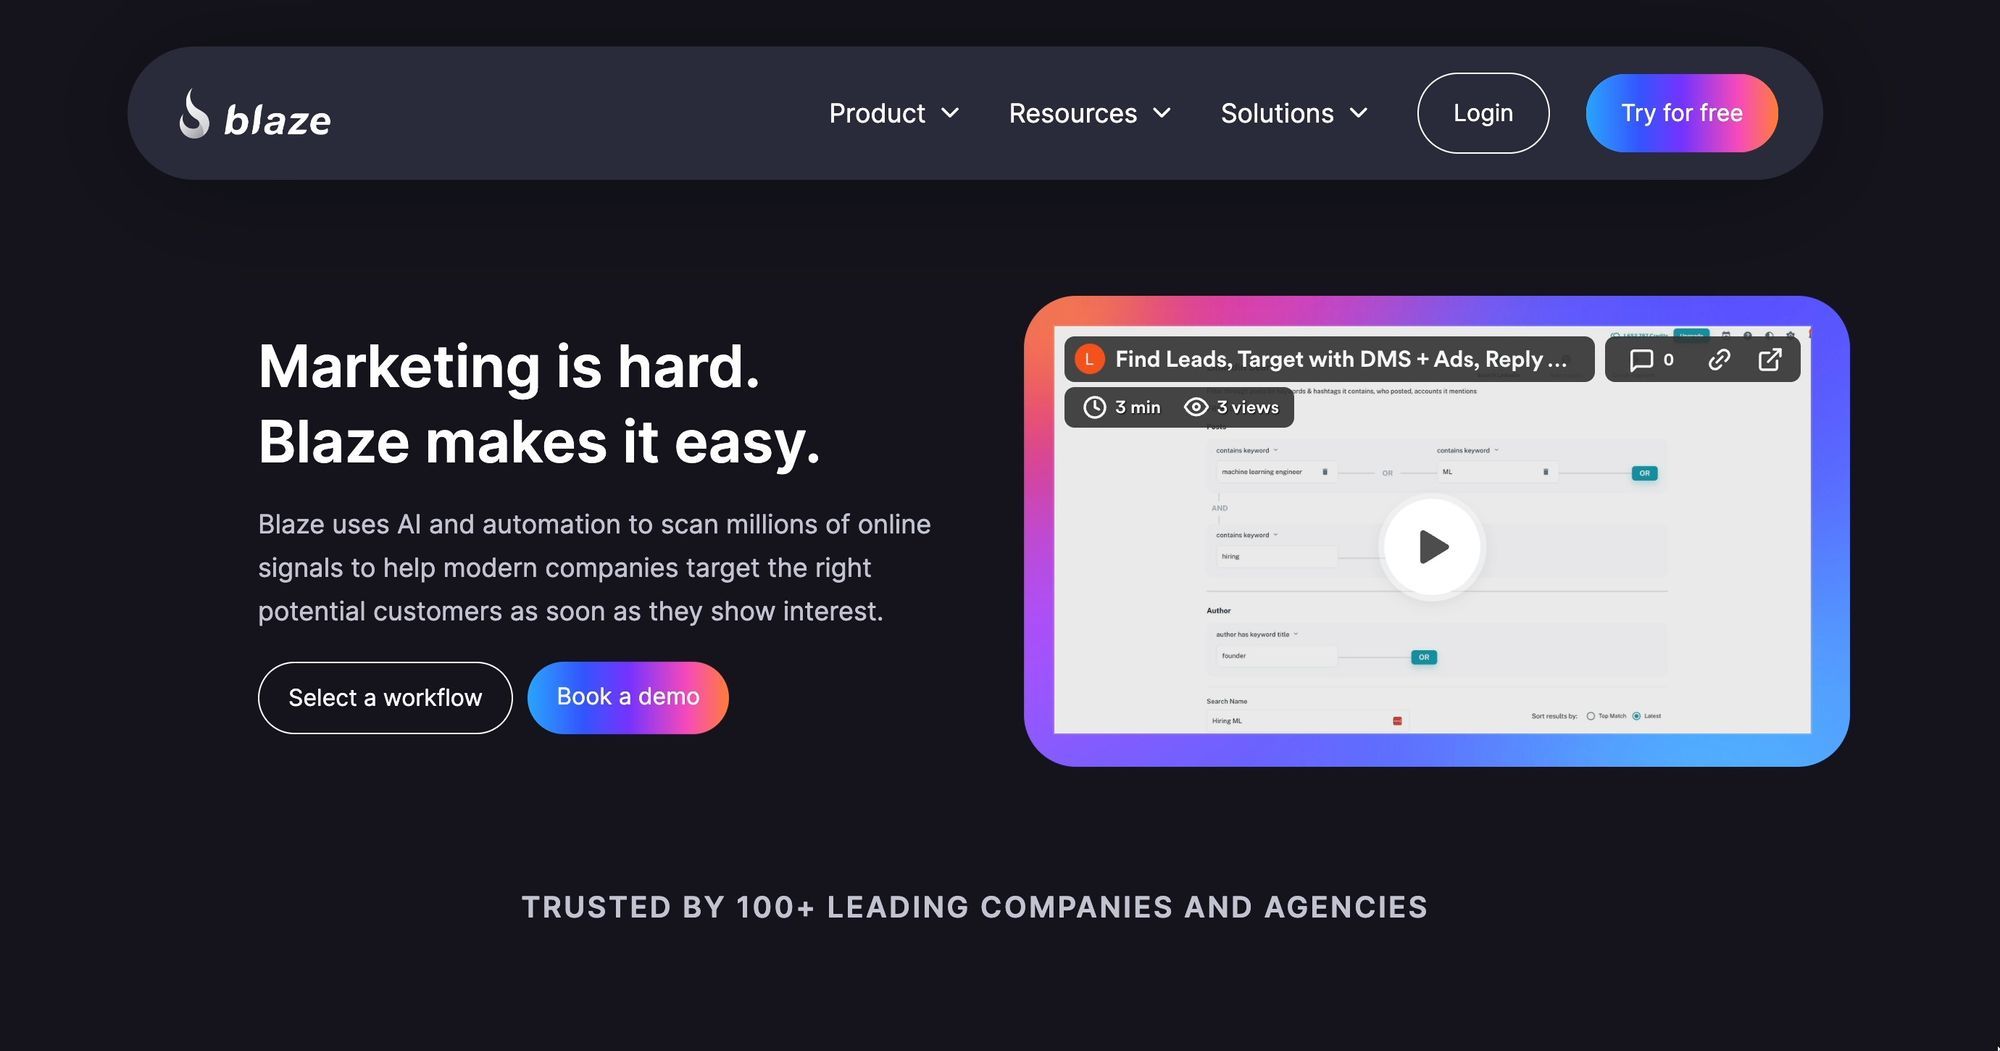 blaze
Product
Resources
Solutions
Login
Try for free
Marketing is hard.
Blaze makes it easy.
Blaze uses AI and automation to scan millions of online
signals to help modern companies target the right
potential customers as soon as they show interest.
Select a workflow
Book a demo
Upgrade
L
Find Leads, Target with DMS + Ads, Reply ...
0
& hashtags it contains, who posted, accounts it mentions
3 min
3 views
Posts
contains keyword
contains keyword
machine learning engineer
OR
ML
OR
AND
contains keyword
hiring
Author
author has keyword title
founder
OR
Search Name
Hiring ML
Sort results by:
Top Match
Latest
TRUSTED BY 100+ LEADING COMPANIES AND AGENCIES